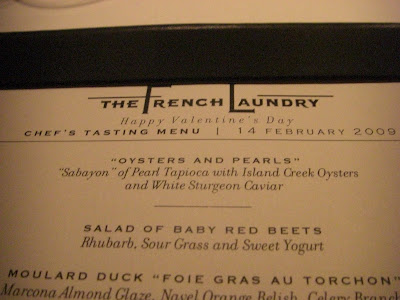 THE FRENCH LAUNDRY
Happy Valentine's Day
CHEF'S TASTING MENU | 14 FEBRUARY 2009
"OYSTERS AND PEARLS"
"Sabayon" of Pearl Tapioca with Island Creek Oysters
and White Sturgeon Caviar
SALAD OF BABY RED BEETS
Rhubarb, Sour Grass and Sweet Yogurt
MOULARD DUCK "FOIE GRAS AU TORCHON"
Marcona Almond Glaze, Navel Orange Relish, Celery Branch